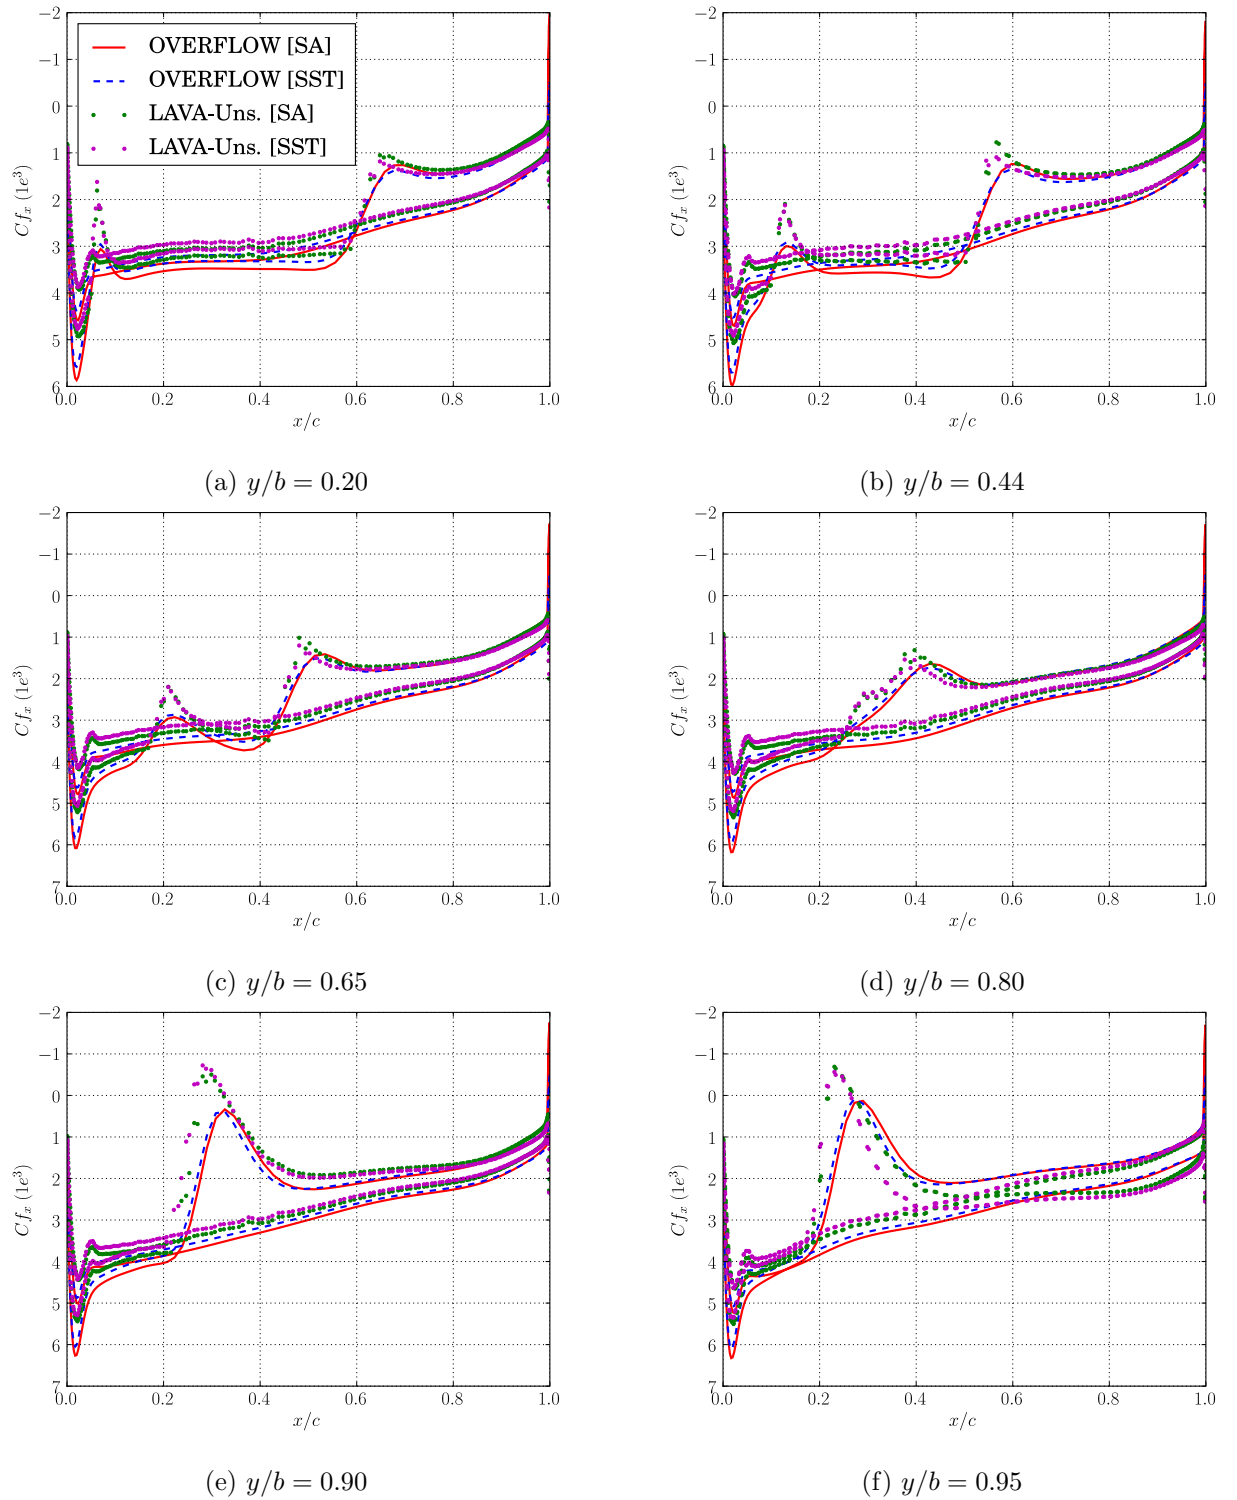 −2
−1
0
1
2
3
4
5
6
Cf_x (1e^3)
OVERFLOW [SA]
OVERFLOW [SST]
LAVA-Uns. [SA]
LAVA-Uns. [SST]
0.0 0.2 0.4 0.6 0.8 1.0
x/c
(a) y/b = 0.20
−2
−1
0
1
2
3
4
5
6
Cf_x (1e^3)
0.0 0.2 0.4 0.6 0.8 1.0
x/c
(b) y/b = 0.44
−2
−1
0
1
2
3
4
5
6
7
Cf_x (1e^3)
0.0 0.2 0.4 0.6 0.8 1.0
x/c
(c) y/b = 0.65
−2
−1
0
1
2
3
4
5
6
7
Cf_x (1e^3)
0.0 0.2 0.4 0.6 0.8 1.0
x/c
(d) y/b = 0.80
−2
−1
0
1
2
3
4
5
6
7
Cf_x (1e^3)
0.0 0.2 0.4 0.6 0.8 1.0
x/c
(e) y/b = 0.90
−2
−1
0
1
2
3
4
5
6
7
Cf_x (1e^3)
0.0 0.2 0.4 0.6 0.8 1.0
x/c
(f) y/b = 0.95